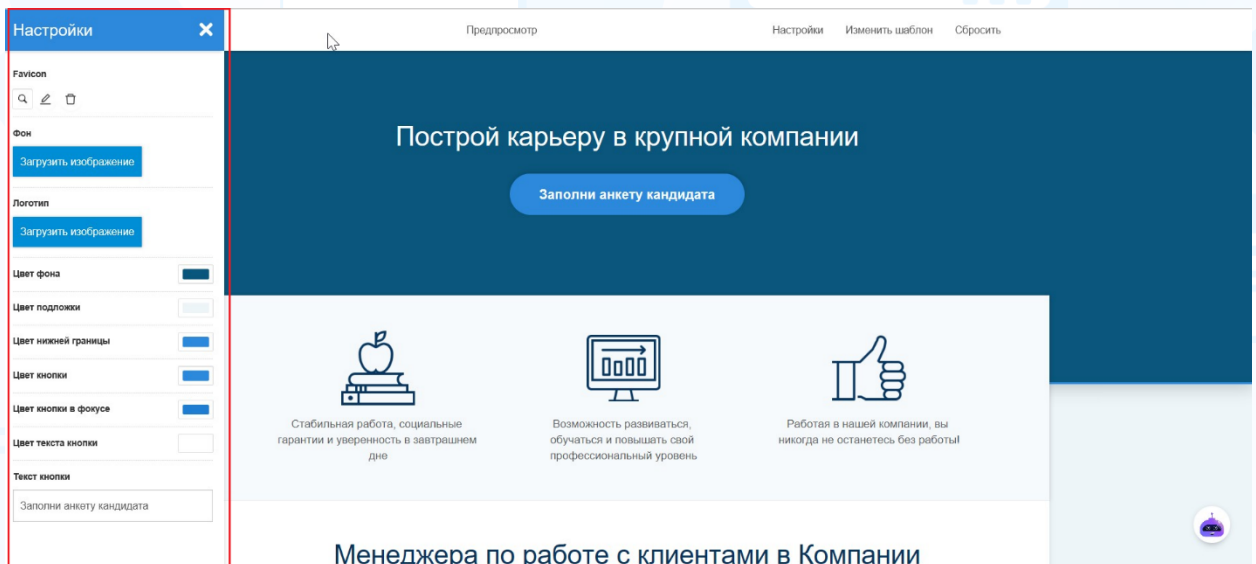 Настройки
Favicon
Фон
Загрузить изображение
Логотип
Загрузить изображение
Цвет фона
Цвет подложки
Цвет нижней границы
Цвет кнопки
Цвет кнопки в фокусе
Цвет текста кнопки
Текст кнопки
Заполни анкету кандидата
Предпросмотр
Настройки
Изменить шаблон
Сбросить
Построй карьеру в крупной компании
Заполни анкету кандидата
Стабильная работа, социальные
гарантии и уверенность в завтрашнем
дне
Возможность развиваться,
обучаться и повышать свой
профессиональный уровень
Работая в нашей компании, вы
никогда не останетесь без работы!
Менеджера по работе с клиентами в Компании